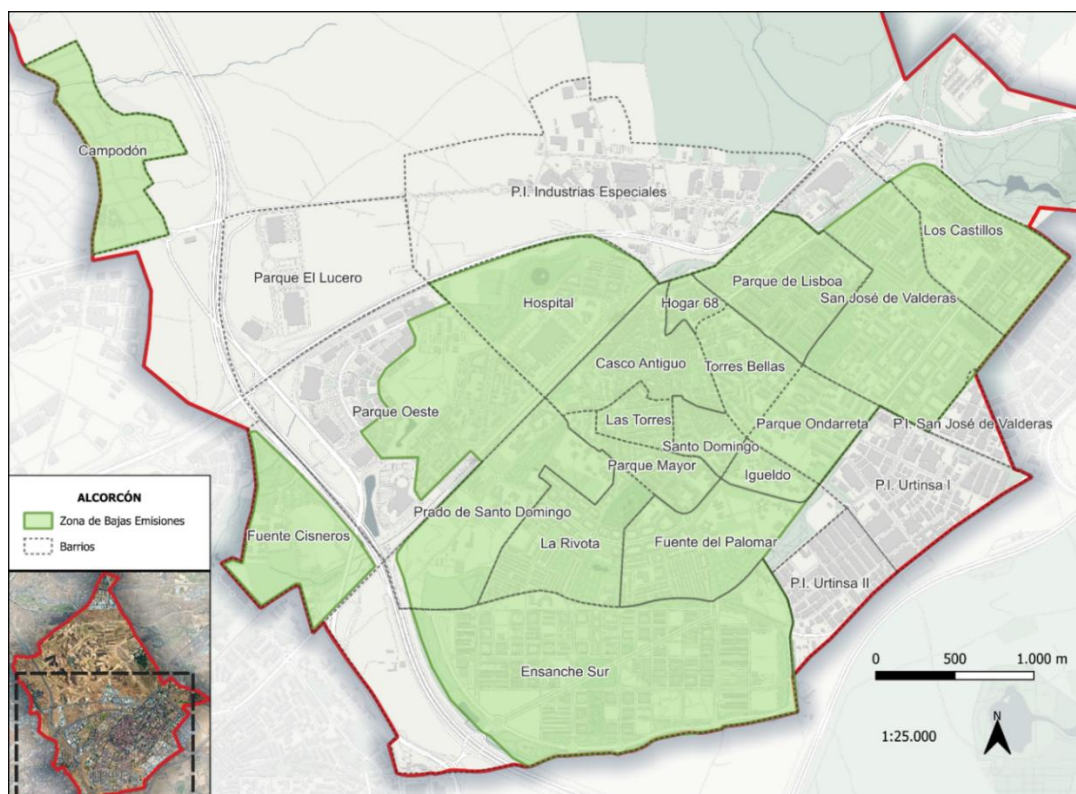 Campodón
P.I. Industrias Especiales
Los Castillos
Parque El Lucero
Parque de Lisboa
Hospital
Hogar 68
San José de Valderas
Casco Antiguo
Torres Bellas
Parque Oeste
Las Torres
Parque Ondarreta
P.I. San José de Valderas
Santo Domingo
Parque Mayor
Igueldo
P.I. Urtinsa I
Prado de Santo Domingo
Fuente Cisneros
La Rivota
Fuente del Palomar
P.I. Urtinsa II
Ensanche Sur
ALCORCÓN
Zona de Bajas Emisiones
Barrios
0 500 1.000 m
1:25.000
N